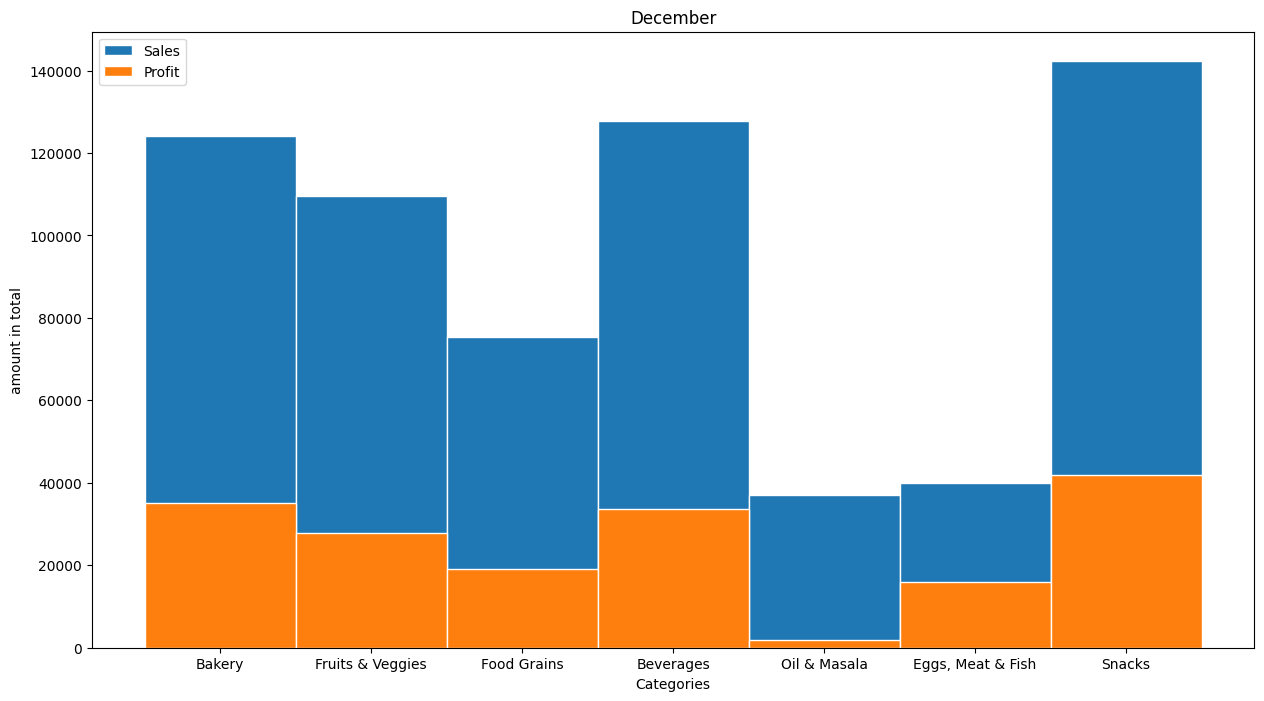 December
Sales
Profit
140000
120000
100000
80000
60000
40000
20000
0
amount in total
Bakery
Fruits & Veggies
Food Grains
Beverages
Oil & Masala
Eggs, Meat & Fish
Snacks
Categories